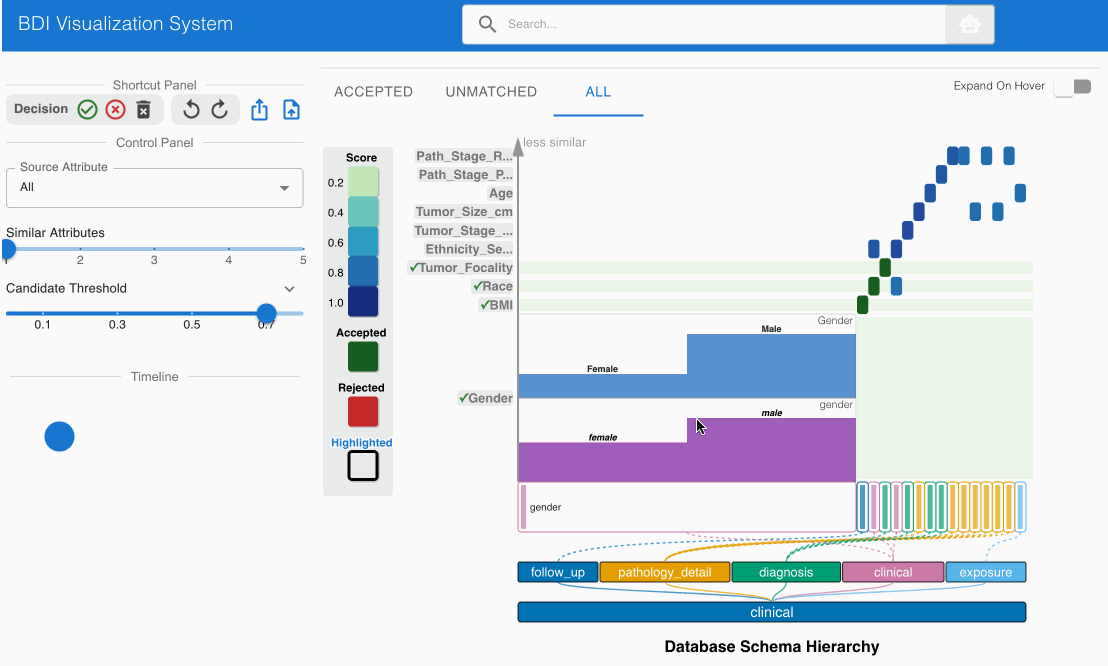 BDI Visualization System
Search...
Shortcut Panel
Decision
Control Panel
Source Attribute
All
Similar Attributes
1 2 3 4 5
Candidate Threshold
0.1 0.3 0.5 0.7
Timeline
ACCEPTED UNMATCHED ALL
Expand On Hover
Score
0.2
0.4
0.6
0.8
1.0
Accepted
Rejected
Highlighted
less similar
Path_Stage_R...
Path_Stage_P...
Age
Tumor_Size_cm
Tumor_Stage_...
Ethnicity_Se...
✓Tumor_Focality
✓Race
✓BMI
Gender
Male
Female
✓Gender
gender
male
female
gender
follow_up pathology_detail diagnosis clinical exposure
clinical
Database Schema Hierarchy